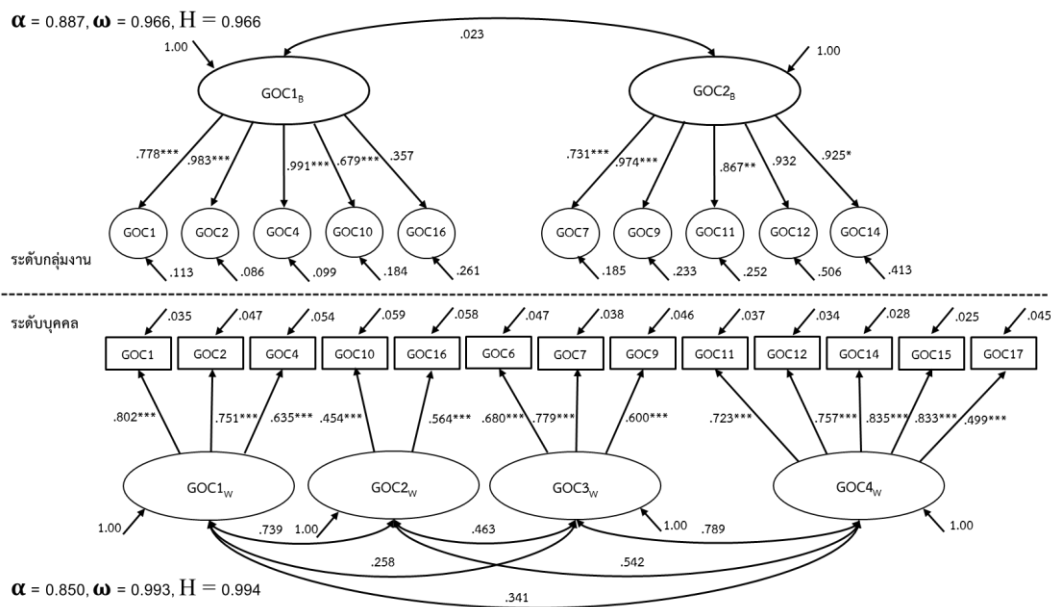 α = 0.887, ω = 0.966, H = 0.966
.023
1.00 1.00
GOC1B GOC2B
.778*** .983*** .991*** .679*** .357 .731*** .974*** .867** .932 .925*
GOC1 GOC2 GOC4 GOC10 GOC16 GOC7 GOC9 GOC11 GOC12 GOC14
ระดับกลุ่มงาน
.113 .086 .099 .184 .261 .185 .233 .252 .506 .413
ระดับบุคคล
.035 .047 .054 .059 .058 .047 .038 .046 .037 .034 .028 .025 .045
GOC1 GOC2 GOC4 GOC10 GOC16 GOC6 GOC7 GOC9 GOC11 GOC12 GOC14 GOC15 GOC17
.802*** .751*** .635*** .454*** .564*** .680*** .779*** .600*** .723*** .757*** .835*** .833*** .499***
GOC1W GOC2W GOC3W GOC4W
1.00 .739 1.00 .463 1.00 .789 1.00
.258 .542
.341
α = 0.850, ω = 0.993, H = 0.994